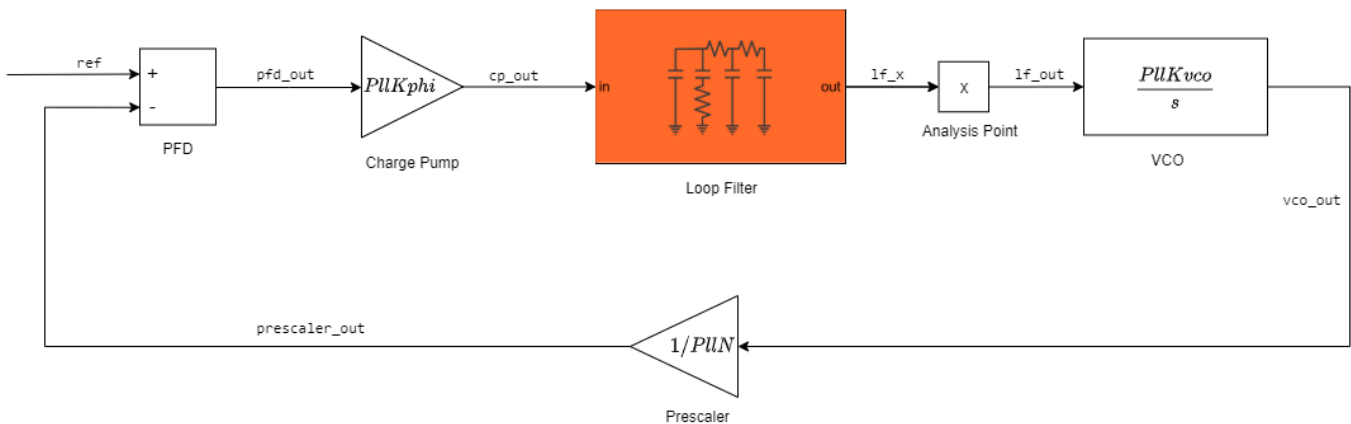 ref
+
-
PFD
pfd_out
PllKphi
Charge Pump
cp_out
in
out
Loop Filter
lf_x
X
Analysis Point
lf_out
PllKvco
s
VCO
vco_out
1/PllN
Prescaler
prescaler_out